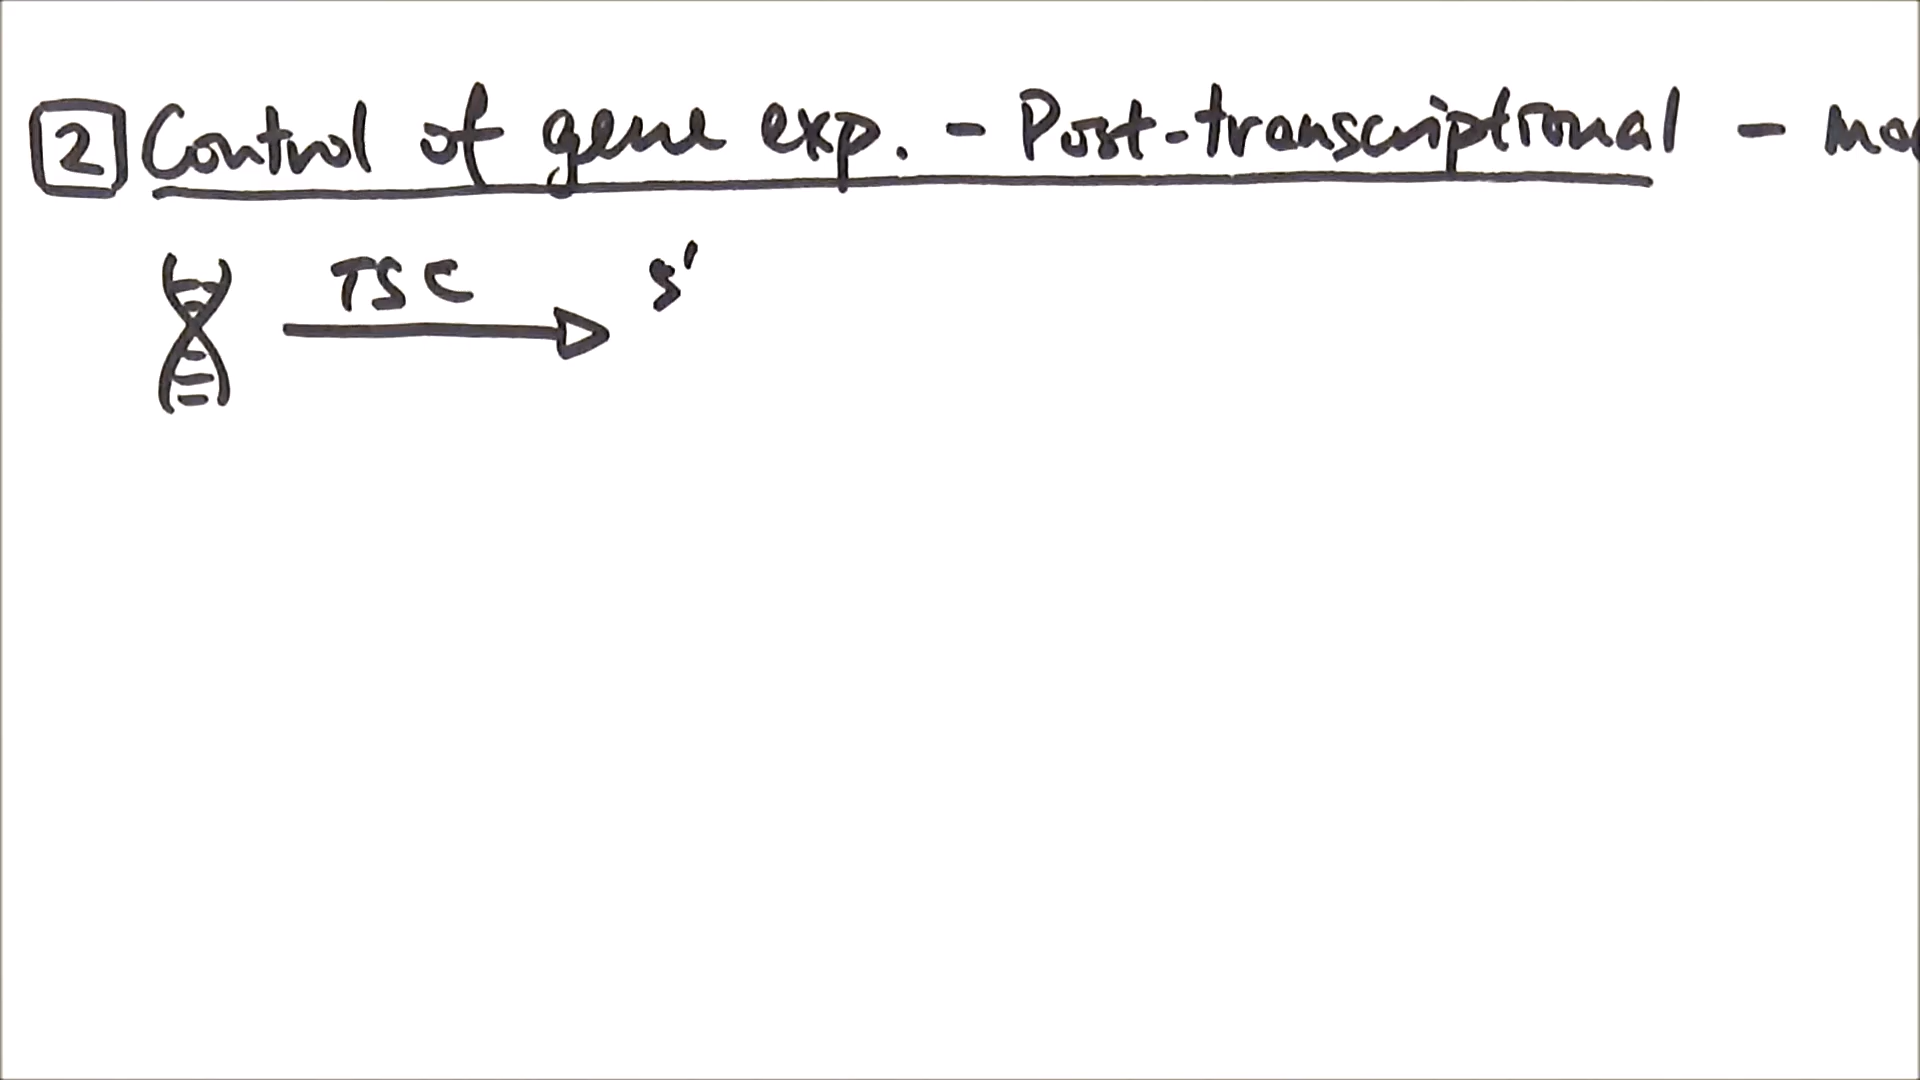 2 Control of gene exp. - Post-transcriptional -
TSC 5'